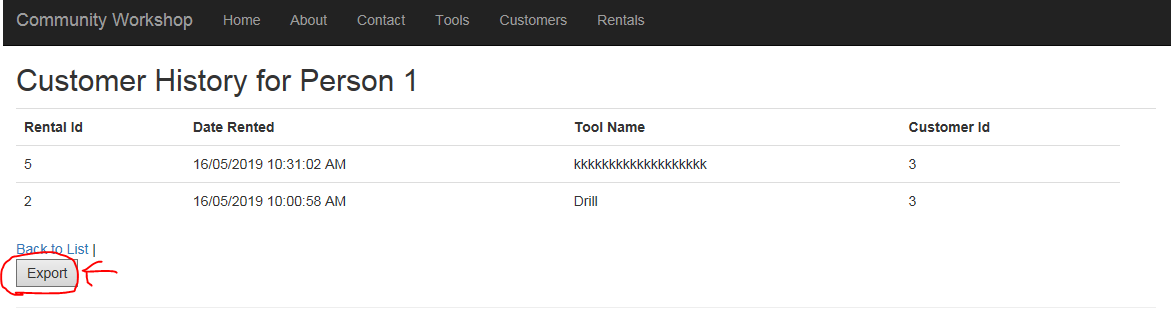 Community Workshop Home About Contact Tools Customers Rentals
Customer History for Person 1
Rental Id Date Rented Tool Name Customer Id
5 16/05/2019 10:31:02 AM kkkkkkkkkkkkkkkkkkk 3
2 16/05/2019 10:00:58 AM Drill 3
Back to List |
Export